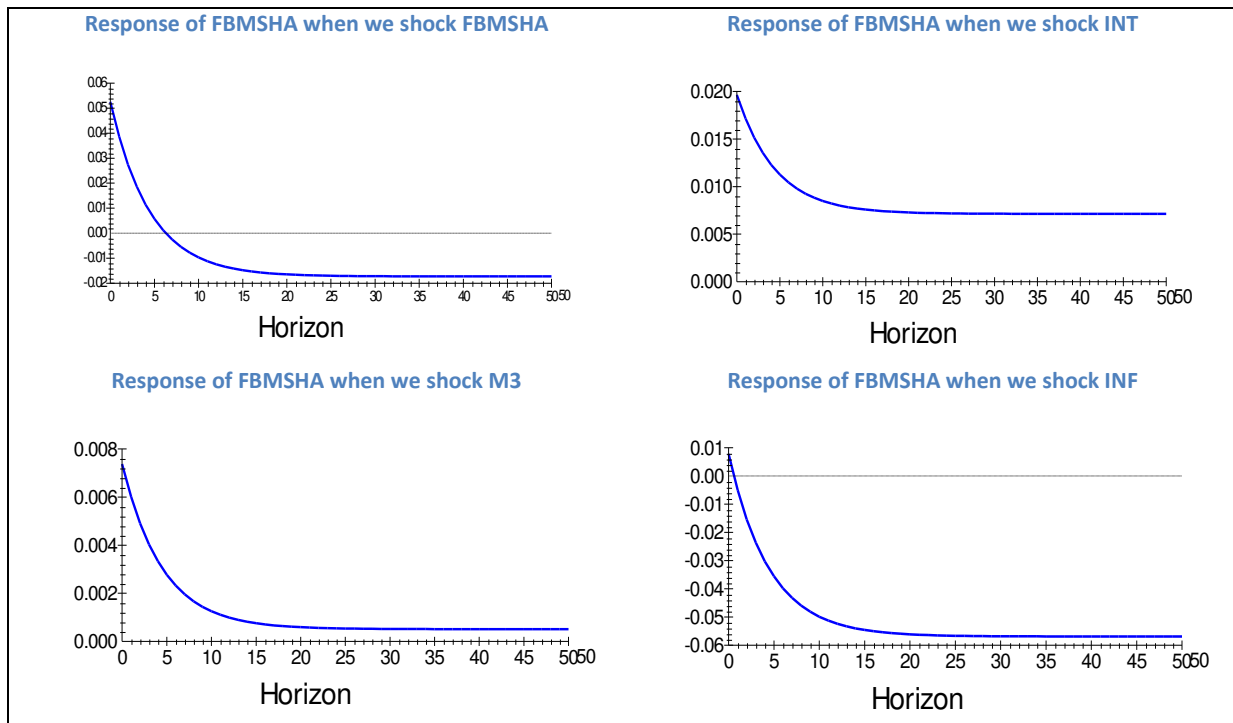 Response of FBMSHA when we shock FBMSHA
0.06
0.05
0.04
0.03
0.02
0.01
0.00
-0.01
-0.02
0 5 10 15 20 25 30 35 40 45 50 50
Horizon
Response of FBMSHA when we shock INT
0.020
0.015
0.010
0.005
0.000
0 5 10 15 20 25 30 35 40 45 5050
Horizon
Response of FBMSHA when we shock M3
0.008
0.006
0.004
0.002
0.000
0 5 10 15 20 25 30 35 40 45 5050
Horizon
Response of FBMSHA when we shock INF
0.01
0.00
-0.01
-0.02
-0.03
-0.04
-0.05
-0.06
0 5 10 15 20 25 30 35 40 45 5050
Horizon